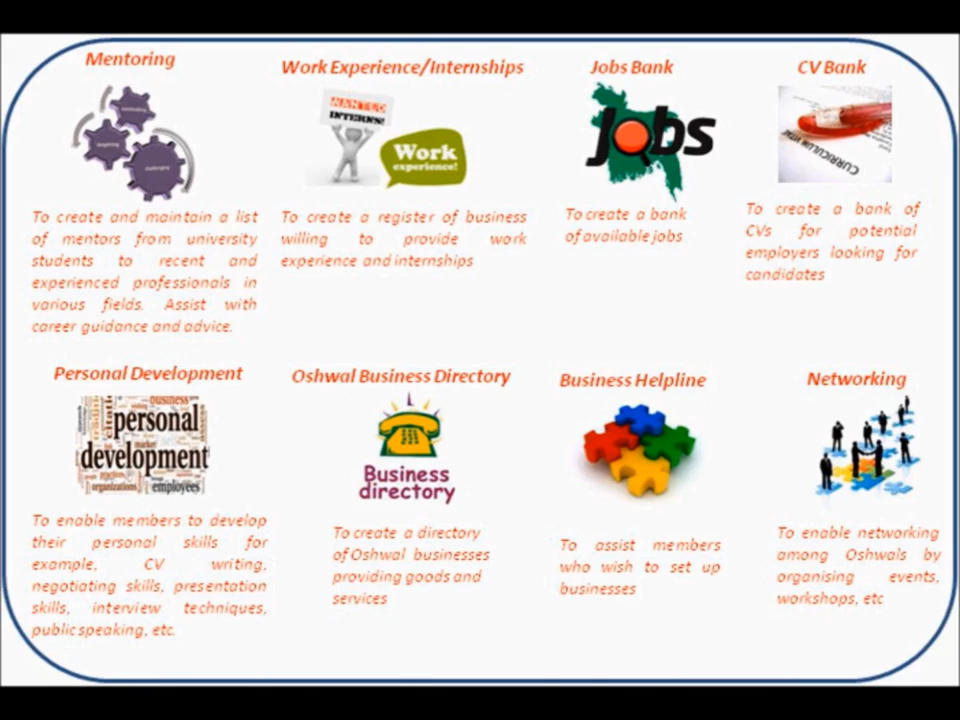 Mentoring
To create and maintain a list
of mentors from university
students to recent and
experienced professionals in
various fields. Assist with
career guidance and advice.
Work Experience/Internships
WANTED
INTERNS!
Work
experience!
To create a register of business
willing to provide work
experience and internships
Jobs Bank
Jobs
To create a bank
of available jobs
CV Bank
CURRICULUM VITAE
To create a bank of
CVs for potential
employers looking for
candidates
Personal Development
business
personal
market
development
organizations
employees
To enable members to develop
their personal skills for
example, CV writing,
negotiating skills, presentation
skills, interview techniques,
public speaking, etc.
Oshwal Business Directory
Business
directory
To create a directory
of Oshwal businesses
providing goods and
services
Business Helpline
To assist members
who wish to set up
businesses
Networking
To enable networking
among Oshwals by
organising events,
workshops, etc